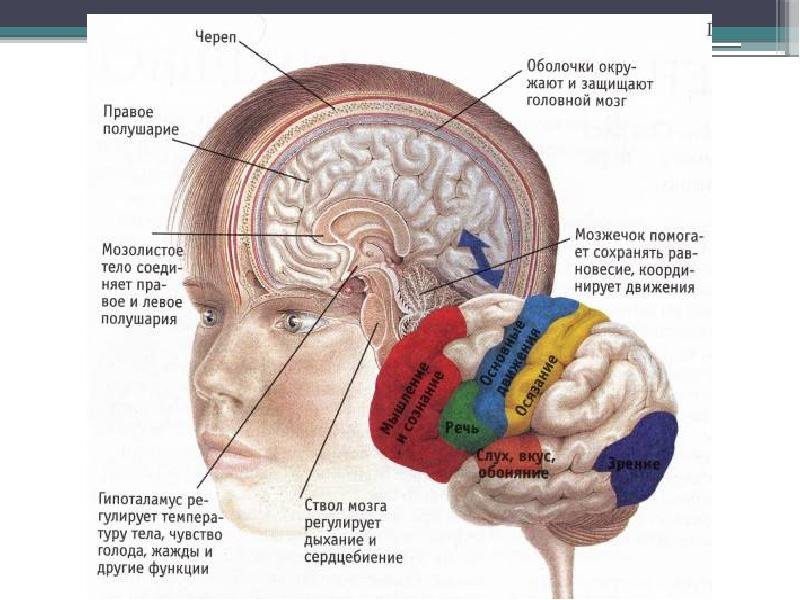 Череп
Оболочки окру-
жают и защищают
головной мозг
Правое
полушарие
Мозолистое
тело соеди-
няет пра-
вое и левое
полушария
Мозжечок помога-
ет сохранять рав-
новесие, коорди-
нирует движения
Мышление
и сознание
Речь
Основные
движения
Осязание
Слух, вкус,
обоняние
Зрение
Гипоталамус ре-
гулирует темпера-
туру тела, чувство
голода, жажды и
другие функции
Ствол мозга
регулирует
дыхание и
сердцебиение